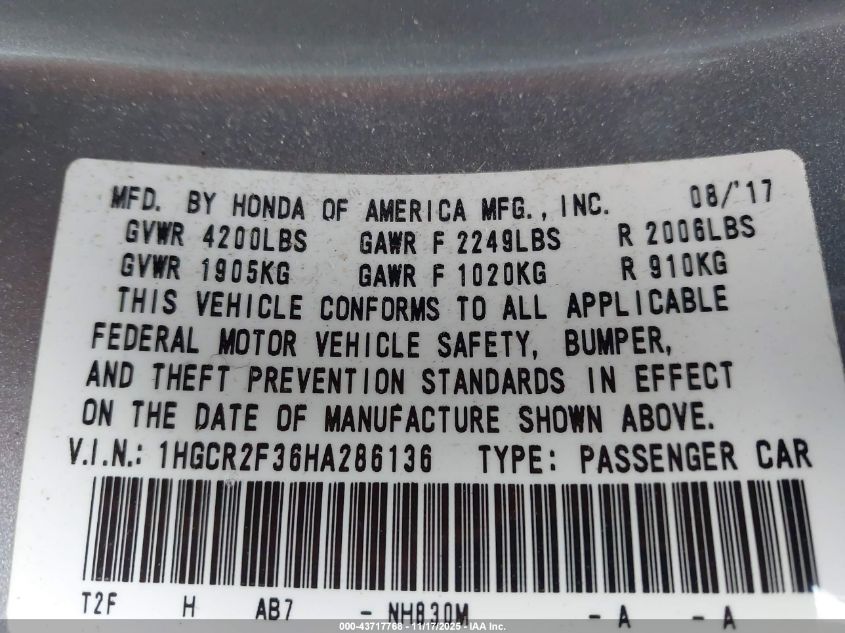 MFD. BY HONDA OF AMERICA MFG., INC. 08/'17
GVWR 4200LBS GAWR F 2249LBS R 2006LBS
GVWR 1905KG GAWR F 1020KG R 910KG
THIS VEHICLE CONFORMS TO ALL APPLICABLE
FEDERAL MOTOR VEHICLE SAFETY, BUMPER,
AND THEFT PREVENTION STANDARDS IN EFFECT
ON THE DATE OF MANUFACTURE SHOWN ABOVE.
V.I.N.: 1HGCR2F36HA286136 TYPE: PASSENGER CAR
T2F H AB7 - NH830M - A - A
© - 43717768 - 11/17/2025 - IAA Inc.